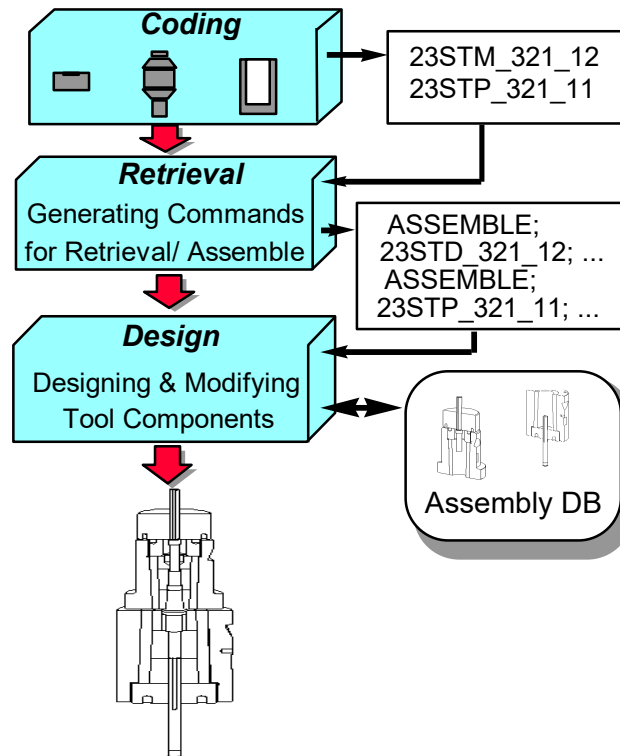 Coding
23STM_321_12
23STP_321_11
Retrieval
Generating Commands
for Retrieval/ Assemble
ASSEMBLE;
23STD_321_12; ...
ASSEMBLE;
23STP_321_11; ...
Design
Designing & Modifying
Tool Components
Assembly DB